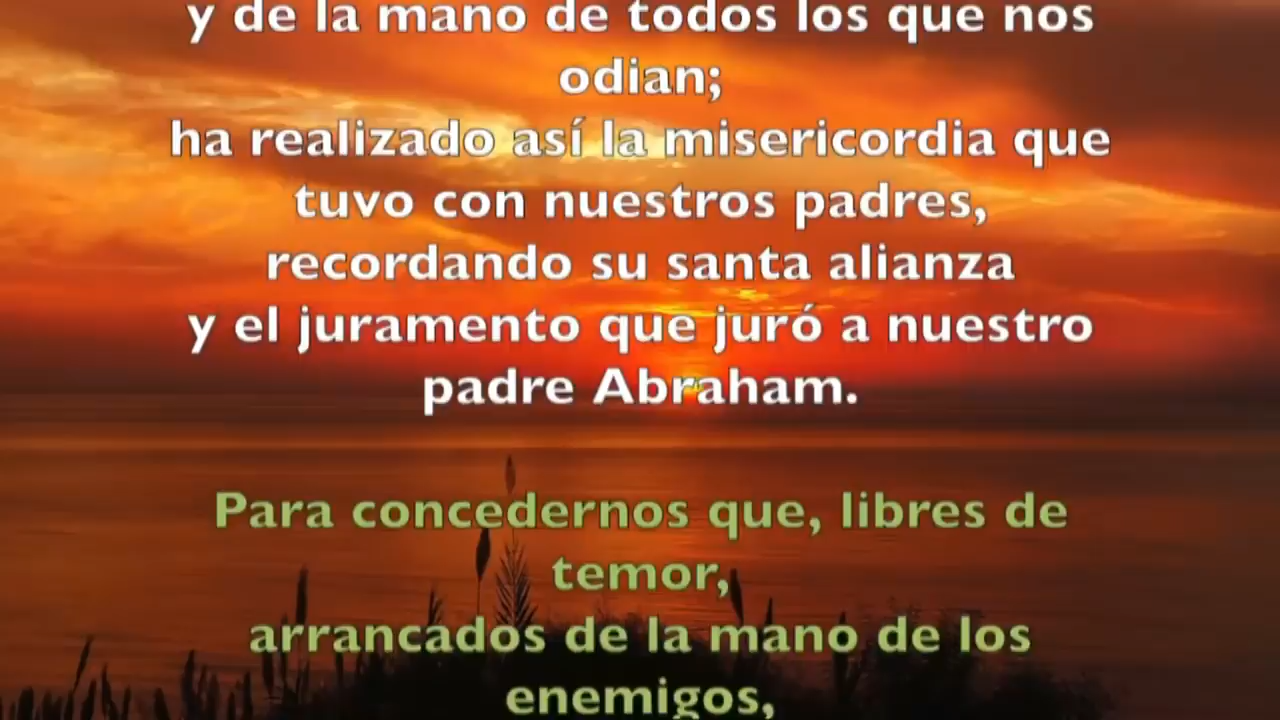 y de la mano de todos los que nos
odian;
ha realizado así la misericordia que
tuvo con nuestros padres,
recordando su santa alianza
y el juramento que juró a nuestro
padre Abraham.
Para concedernos que, libres de
temor,
arrancados de la mano de los
enemigos,